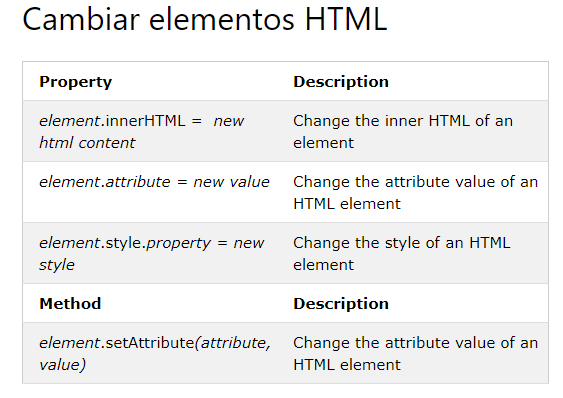 Cambiar elementos HTML
Property Description
element.innerHTML = new Change the inner HTML of an
html content element
element.attribute = new value Change the attribute value of an
HTML element
element.style.property = new Change the style of an HTML
style element
Method Description
element.setAttribute(attribute, Change the attribute value of an
value) HTML element